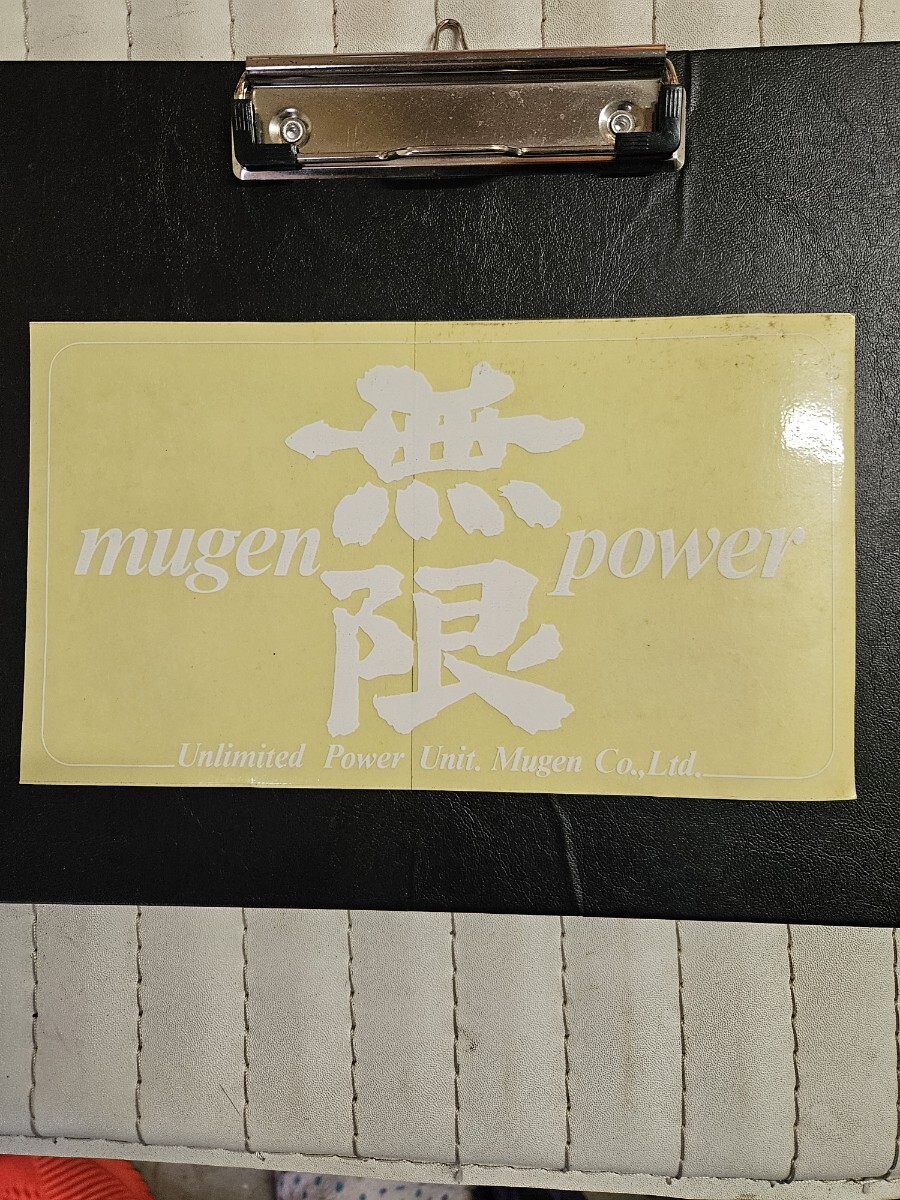 無限
mugen power
Unlimited Power Unit. Mugen Co.,Ltd.